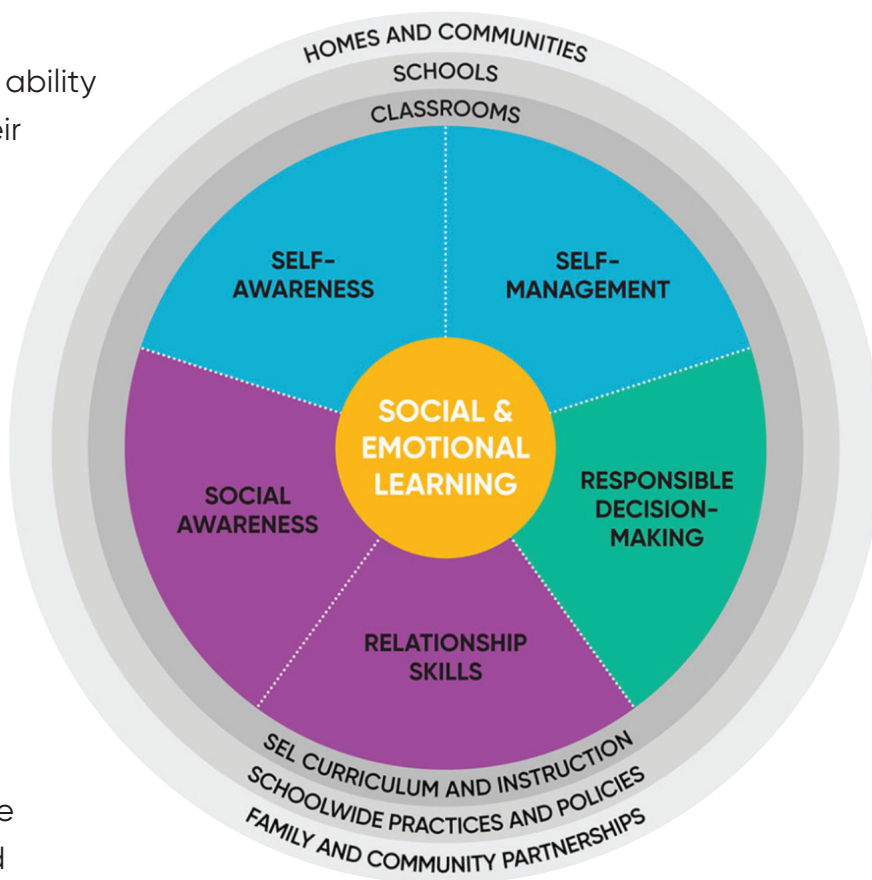 HOMES AND COMMUNITIES
SCHOOLS
CLASSROOMS
ability
eir
SELF-
AWARENESS
SELF-
MANAGEMENT
SOCIAL &
EMOTIONAL
LEARNING
SOCIAL
AWARENESS
RESPONSIBLE
DECISION-
MAKING
RELATIONSHIP
SKILLS
SEL CURRICULUM AND INSTRUCTION
SCHOOLWIDE PRACTICES AND POLICIES
FAMILY AND COMMUNITY PARTNERSHIPS
e
d